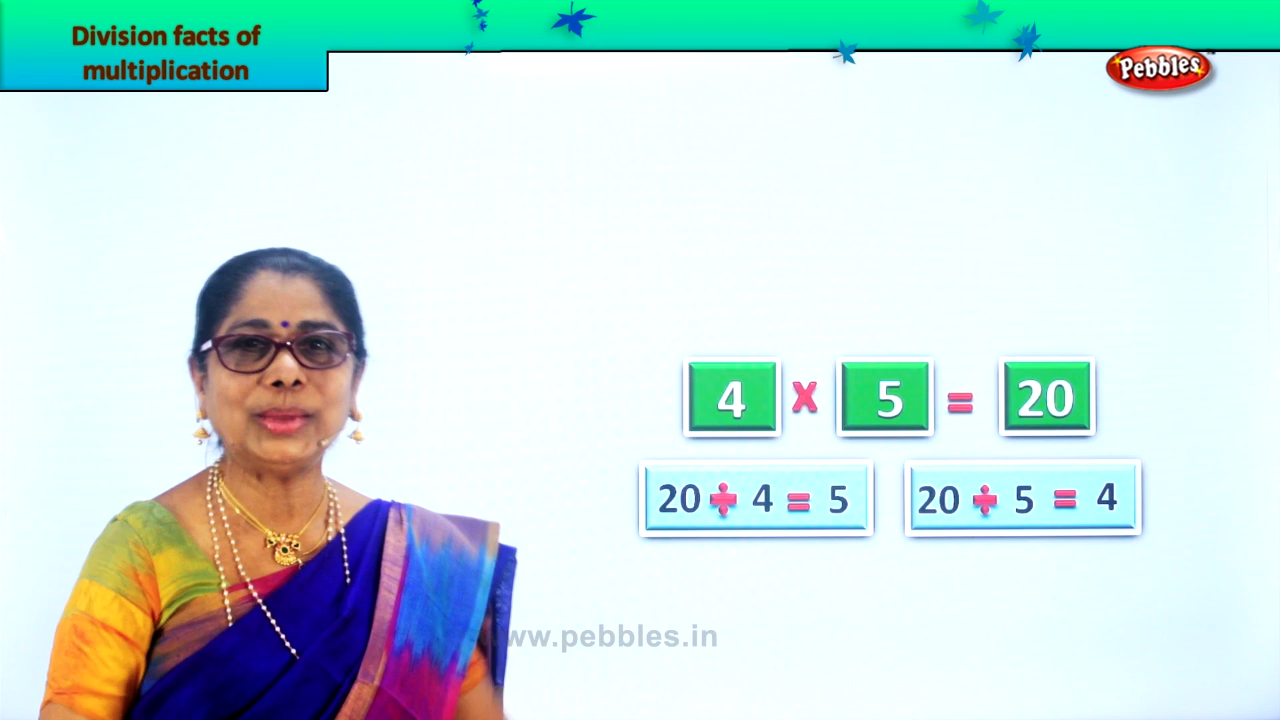 Division facts of
multiplication
Pebbles
4 x 5 = 20
20 ÷ 4 = 5
20 ÷ 5 = 4
www.pebbles.in